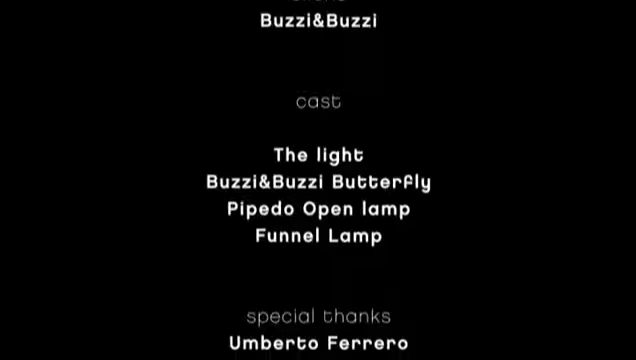 Buzzi&Buzzi
cast
The light
Buzzi&Buzzi Butterfly
Pipedo Open lamp
Funnel Lamp
special thanks
Umberto Ferrero